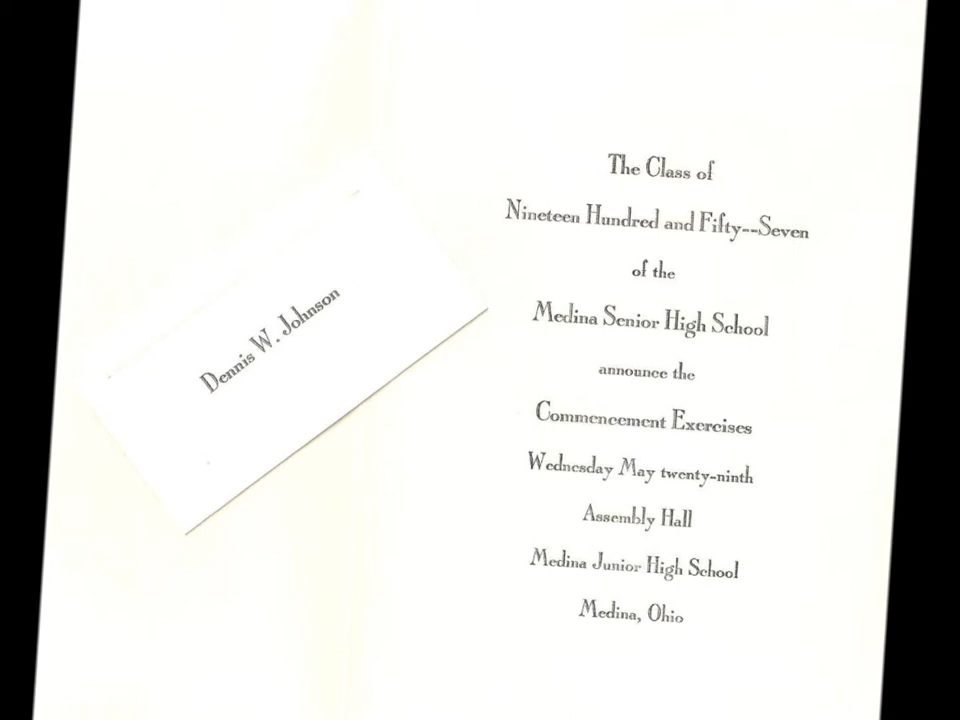 Dennis W. Johnson
The Class of
Nineteen Hundred and Fifty--Seven
of the
Medina Senior High School
announce the
Commencement Exercises
Wednesday May twenty-ninth
Assembly Hall
Medina Junior High School
Medina, Ohio